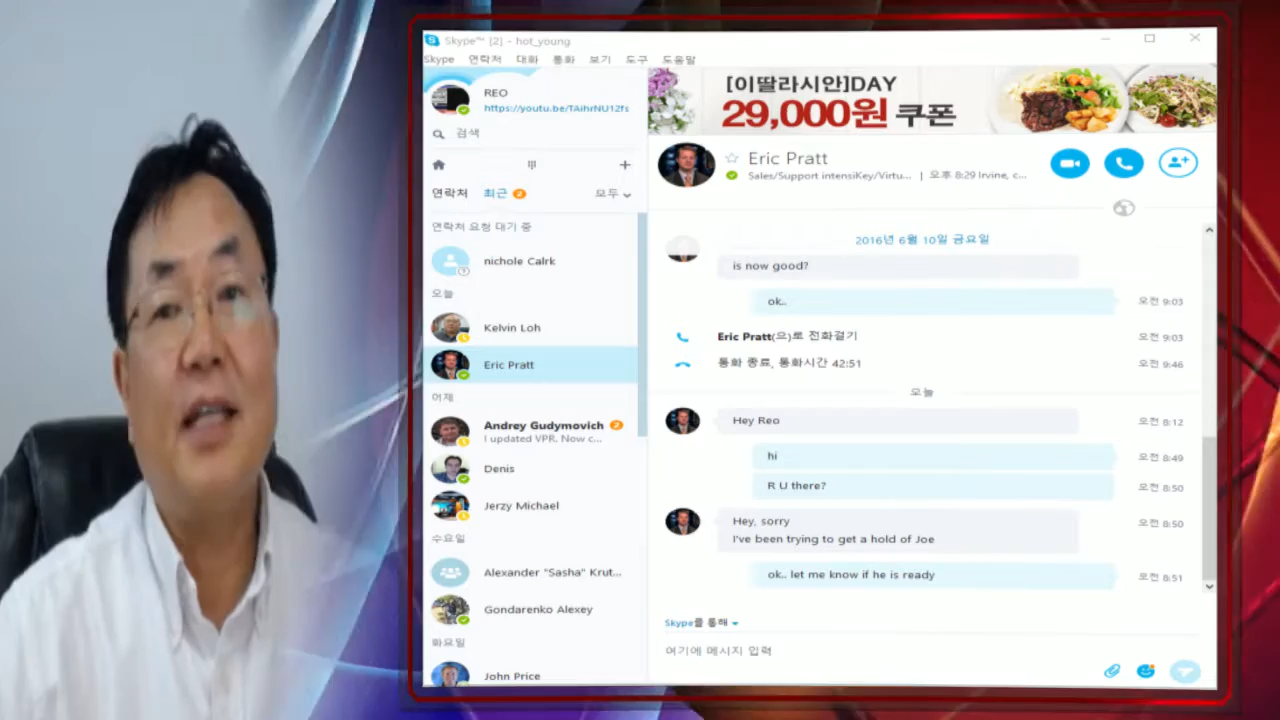 Skype™ [2] - hot_young
Skype 연락처 대화 통화 보기 도구 도움말
REO
https://youtu.be/TAihrNU12fs
검색
연락처 최근 2 모두
연락처 요청 대기 중
nichole Calrk
오늘
Kelvin Loh
Eric Pratt
어제
Andrey Gudymovich 2
I updated VPR. Now c...
Denis
Jerzy Michael
수요일
Alexander "Sasha" Krut...
Gondarenko Alexey
화요일
John Price
[이딸라시안]DAY
29,000원 쿠폰
Eric Pratt
Sales/Support intensiKey/Virtu... | 오후 8:29 Irvine, c...
2016년 6월 10일 금요일
is now good?
ok.. 오전 9:03
Eric Pratt(으)로 전화걸기 오전 9:03
통화 종료, 통화시간 42:51 오전 9:46
오늘
Hey Reo 오전 8:12
hi 오전 8:49
R U there? 오전 8:50
Hey, sorry 오전 8:50
I've been trying to get a hold of Joe
ok.. let me know if he is ready 오전 8:51
Skype를 통해
여기에 메시지 입력